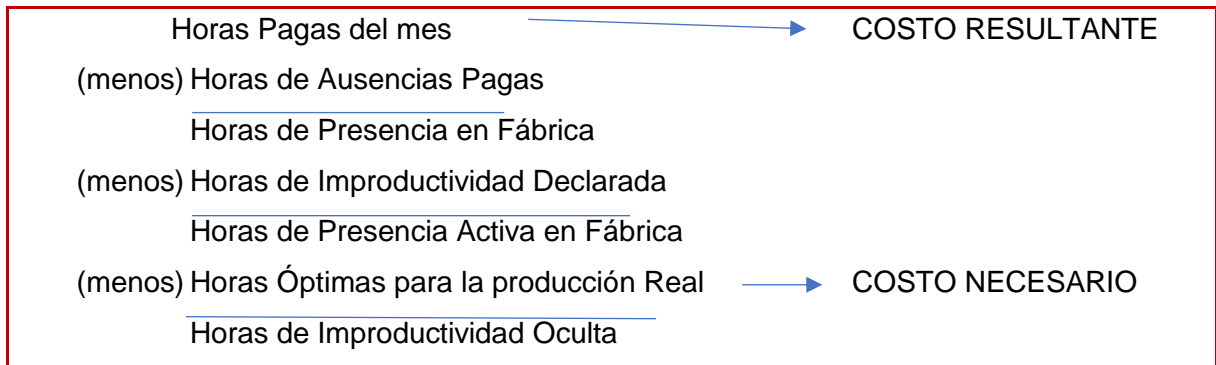 Horas Pagas del mes COSTO RESULTANTE
(menos) Horas de Ausencias Pagas
Horas de Presencia en Fábrica
(menos) Horas de Improductividad Declarada
Horas de Presencia Activa en Fábrica
(menos) Horas Óptimas para la producción Real COSTO NECESARIO
Horas de Improductividad Oculta